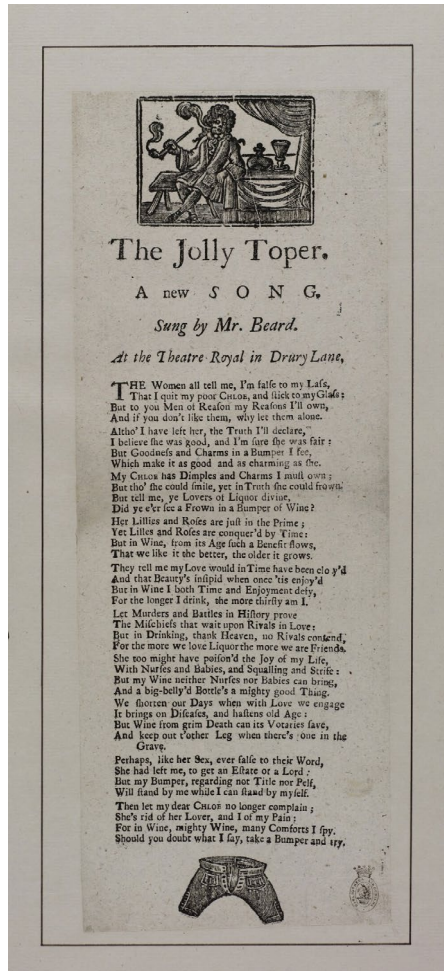 The Jolly Toper.
A new SONG.
Sung by Mr. Beard.
At the Theatre Royal in Drury Lane,
THE Women all tell me, I'm falſe to my Laſs,
That I quit my poor CHLOE, and ſtick to my Glaſs:
But to you Men of Reaſon my Reaſons I'll own,
And if you don't like them, why let them alone.
Altho' I have left her, the Truth I'll declare,
I believe ſhe was good, and I'm ſure ſhe was fair:
But Goodneſs and Charms in a Bumper I ſee,
Which make it as good and as charming as ſhe.
My CHLOE has Dimples and Charms I muſt own;
But tho' ſhe could ſmile, yet in Truth ſhe could frown.
But tell me, ye Lovers of Liquor divine,
Did ye e'er ſee a Frown in a Bumper of Wine?
Her Lillies and Roſes are juſt in the Prime;
Yet Lilies and Roſes are conquer'd by Time:
But in Wine, from its Age ſuch a Benefit flows,
That we like it the better, the older it grows.
They tell me my Love would in Time have been cloy'd
And that Beauty's inſipid when once 'tis enjoy'd
But in Wine I both Time and Enjoyment defy,
For the longer I drink, the more thirſty am I.
Let Murders and Battles in Hiſtory prove
The Miſchiefs that wait upon Rivals in Love:
But in Drinking, thank Heaven, no Rivals contend,
For the more we love Liquor the more we are Friends.
She too might have poiſon'd the Joy of my Life,
With Nurſes and Babies, and Squalling and Strife:
But my Wine neither Nurſes nor Babies can bring,
And a big-belly'd Bottle's a mighty good Thing.
We ſhorten our Days when with Love we engage
It brings on Diſeaſes, and haſtens old Age:
But Wine from grim Death can its Votaries ſave,
And keep out t'other Leg when there's one in the
Grave.
Perhaps, like her Sex, ever falſe to their Word,
She had left me, to get an Eſtate or a Lord:
But my Bumper, regarding not Title nor Pelf,
Will ſtand by me while I can ſtand by myſelf.
Then let my dear CHLOE no longer complain;
She's rid of her Lover, and I of my Pain:
For in Wine, mighty Wine, many Comforts I ſpy.
Should you doubt what I ſay, take a Bumper and try.